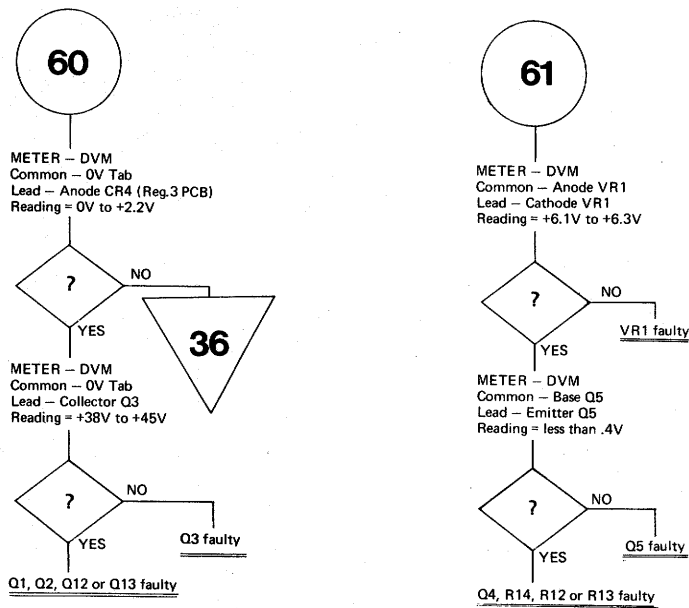 60
METER – DVM
Common – 0V Tab
Lead – Anode CR4 (Reg.3 PCB)
Reading = 0V to +2.2V
?
NO
YES
36
METER – DVM
Common – 0V Tab
Lead – Collector Q3
Reading = +38V to +45V
?
NO
Q3 faulty
YES
Q1, Q2, Q12 or Q13 faulty
61
METER – DVM
Common – Anode VR1
Lead – Cathode VR1
Reading = +6.1V to +6.3V
?
NO
VR1 faulty
YES
METER – DVM
Common – Base Q5
Lead – Emitter Q5
Reading = less than .4V
?
NO
Q5 faulty
YES
Q4, R14, R12 or R13 faulty